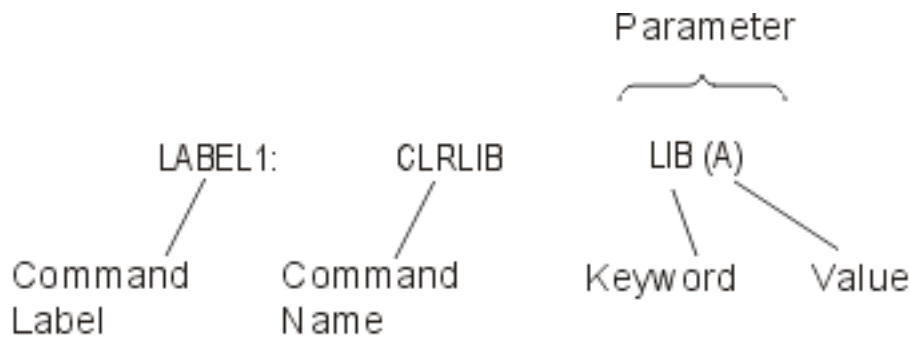 Parameter
LABEL1: CLRLIB LIB (A)
Command Command Keyword Value
Label Name